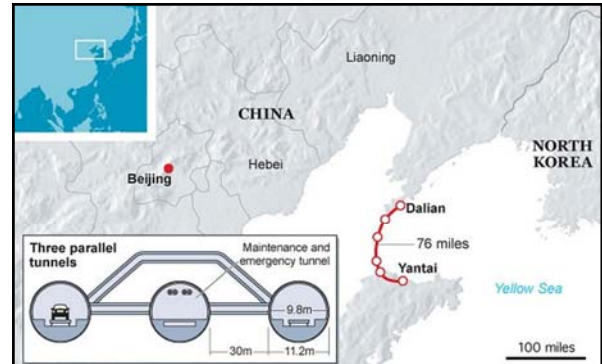 Liaoning
CHINA
NORTH
KOREA
Hebei
Beijing
Dalian
76 miles
Yantai
Yellow Sea
100 miles
Three parallel
tunnels
Maintenance and
emergency tunnel
9.8m
30m
11.2m